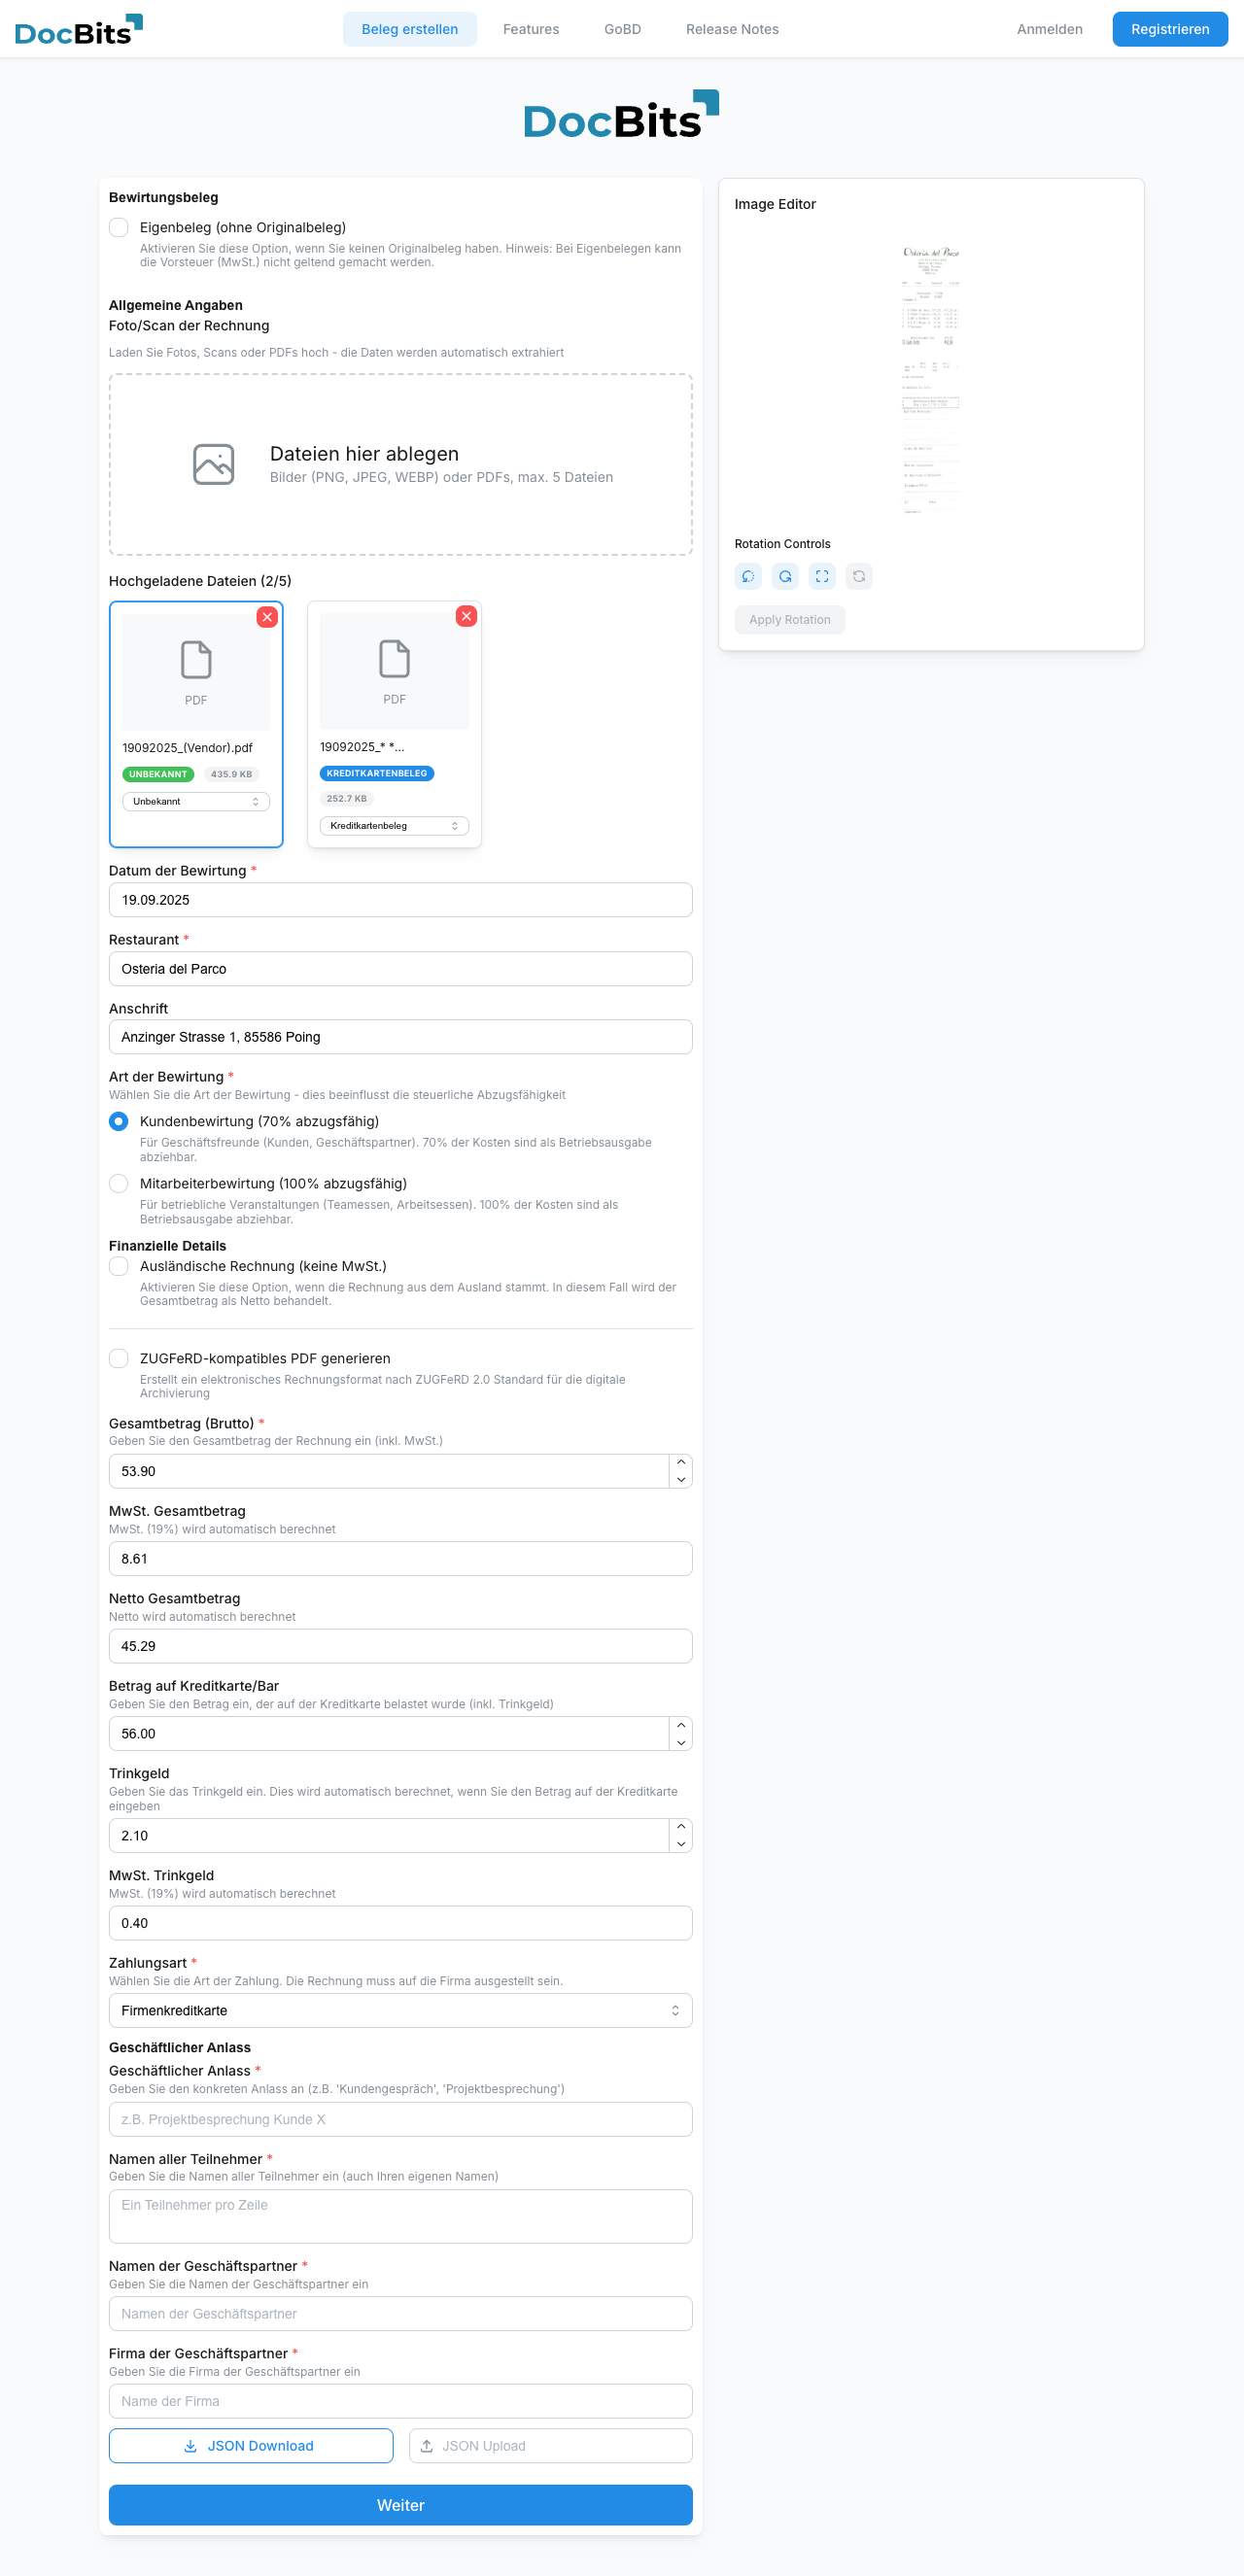 DocBits
Beleg erstellen
Features
GoBD
Release Notes
Anmelden
Registrieren
DocBits
Bewirtungsbeleg
Eigenbeleg (ohne Originalbeleg)
Aktivieren Sie diese Option, wenn Sie keinen Originalbeleg haben. Hinweis: Bei Eigenbelegen kann
die Vorsteuer (MwSt.) nicht geltend gemacht werden.
Allgemeine Angaben
Foto/Scan der Rechnung
Laden Sie Fotos, Scans oder PDFs hoch - die Daten werden automatisch extrahiert
Dateien hier ablegen
Bilder (PNG, JPEG, WEBP) oder PDFs, max. 5 Dateien
Hochgeladene Dateien (2/5)
PDF
19092025_(Vendor).pdf
UNBEKANNT
435.9 KB
Unbekannt
PDF
19092025_* *...
KREDITKARTENBELEG
252.7 KB
Kreditkartenbeleg
Datum der Bewirtung *
19.09.2025
Restaurant *
Osteria del Parco
Anschrift
Anzinger Strasse 1, 85586 Poing
Art der Bewirtung *
Wählen Sie die Art der Bewirtung - dies beeinflusst die steuerliche Abzugsfähigkeit
Kundenbewirtung (70% abzugsfähig)
Für Geschäftsfreunde (Kunden, Geschäftspartner). 70% der Kosten sind als Betriebsausgabe
abziehbar.
Mitarbeiterbewirtung (100% abzugsfähig)
Für betriebliche Veranstaltungen (Teamessen, Arbeitsessen). 100% der Kosten sind als
Betriebsausgabe abziehbar.
Finanzielle Details
Ausländische Rechnung (keine MwSt.)
Aktivieren Sie diese Option, wenn die Rechnung aus dem Ausland stammt. In diesem Fall wird der
Gesamtbetrag als Netto behandelt.
ZUGFeRD-kompatibles PDF generieren
Erstellt ein elektronisches Rechnungsformat nach ZUGFeRD 2.0 Standard für die digitale
Archivierung
Gesamtbetrag (Brutto) *
Geben Sie den Gesamtbetrag der Rechnung ein (inkl. MwSt.)
53.90
MwSt. Gesamtbetrag
MwSt. (19%) wird automatisch berechnet
8.61
Netto Gesamtbetrag
Netto wird automatisch berechnet
45.29
Betrag auf Kreditkarte/Bar
Geben Sie den Betrag ein, der auf der Kreditkarte belastet wurde (inkl. Trinkgeld)
56.00
Trinkgeld
Geben Sie das Trinkgeld ein. Dies wird automatisch berechnet, wenn Sie den Betrag auf der Kreditkarte
eingeben
2.10
MwSt. Trinkgeld
MwSt. (19%) wird automatisch berechnet
0.40
Zahlungsart *
Wählen Sie die Art der Zahlung. Die Rechnung muss auf die Firma ausgestellt sein.
Firmenkreditkarte
Geschäftlicher Anlass
Geschäftlicher Anlass *
Geben Sie den konkreten Anlass an (z.B. 'Kundengespräch', 'Projektbesprechung')
z.B. Projektbesprechung Kunde X
Namen aller Teilnehmer *
Geben Sie die Namen aller Teilnehmer ein (auch Ihren eigenen Namen)
Ein Teilnehmer pro Zeile
Namen der Geschäftspartner *
Geben Sie die Namen der Geschäftspartner ein
Namen der Geschäftspartner
Firma der Geschäftspartner *
Geben Sie die Firma der Geschäftspartner ein
Name der Firma
JSON Download
JSON Upload
Weiter
Image Editor
Rotation Controls
Apply Rotation